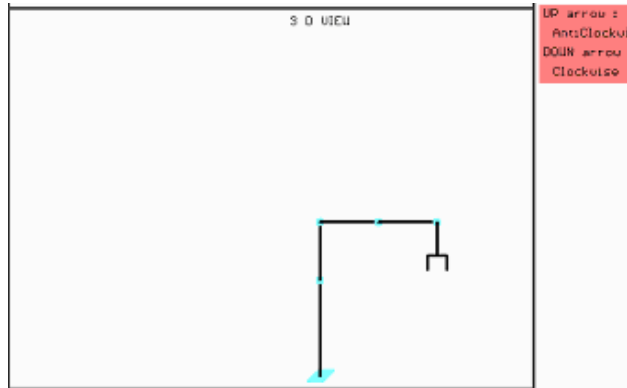 3 D VIEW
UP arrow :
AntiClockwi
DOWN arrow
Clockwise